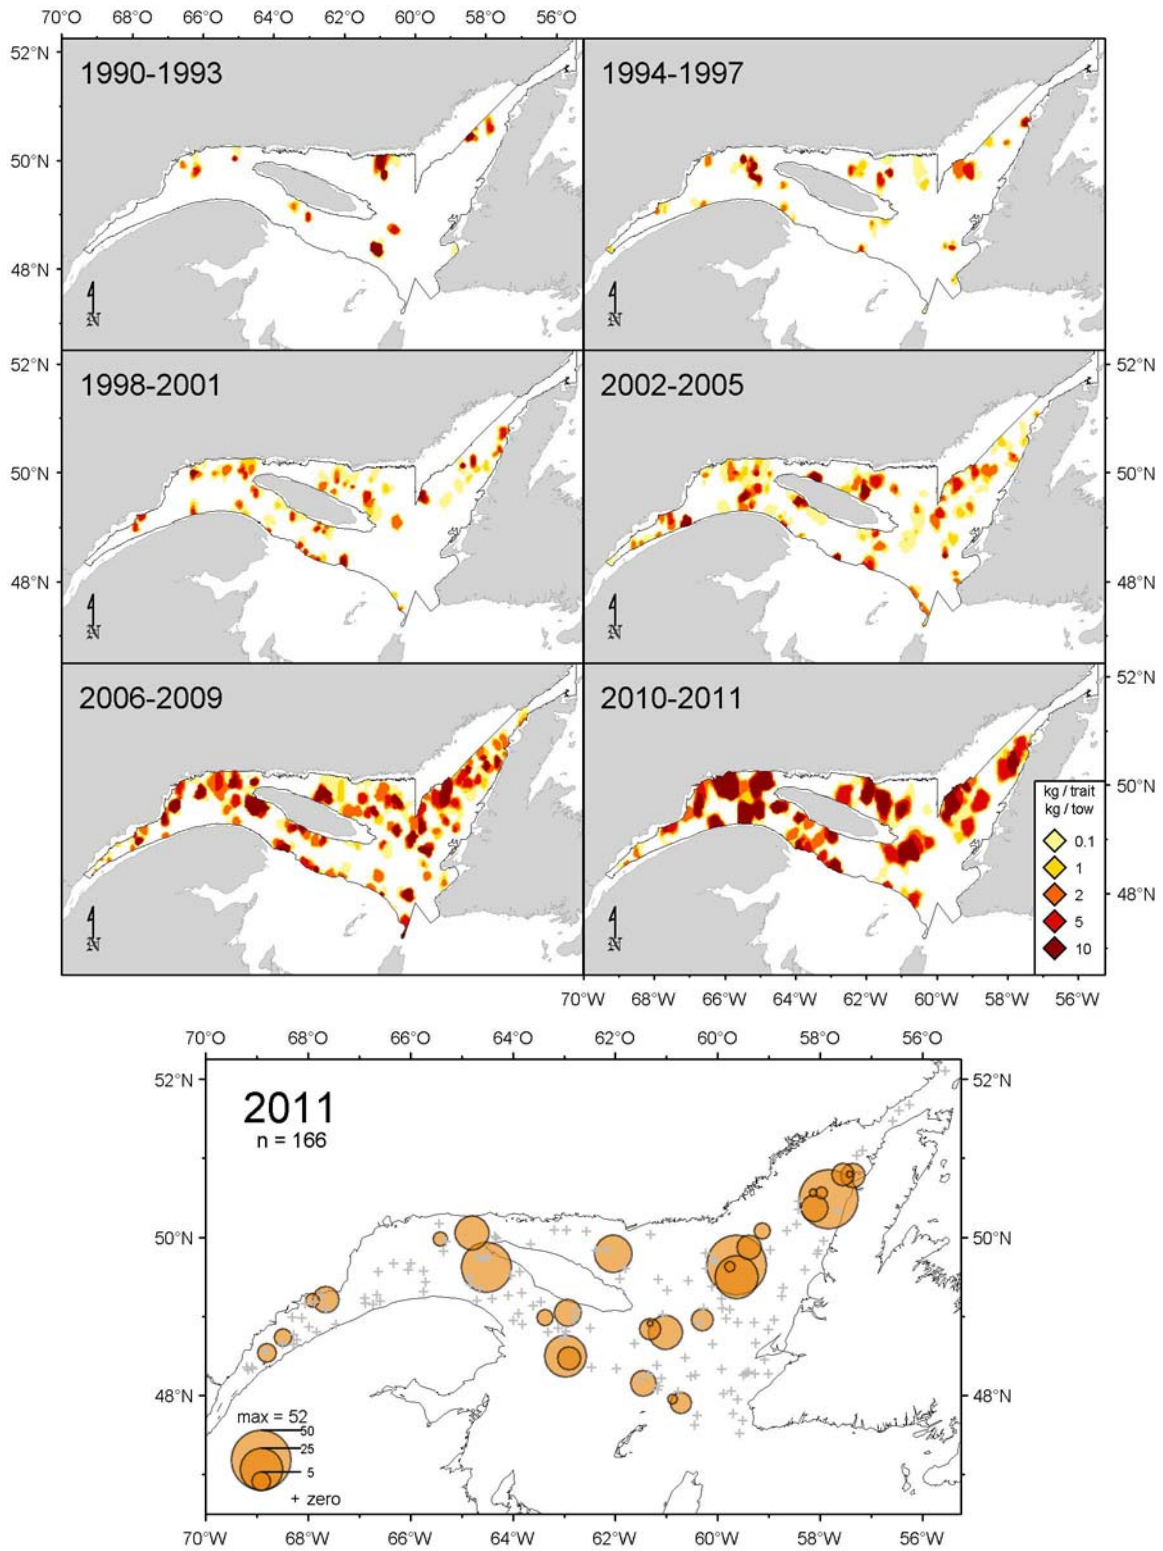 70°O 68°O 66°O 64°O 62°O 60°O 58°O 56°O
52°N
1990-1993
1994-1997
50°N
48°N
N
N
52°N
52°N
1998-2001
2002-2005
50°N
50°N
48°N
48°N
N
N
52°N
2006-2009
2010-2011
50°N
kg / trait
kg / tow
0.1
1
2
5
10
48°N
N
N
70°W 68°W 66°W 64°W 62°W 60°W 58°W 56°W
70°O 68°O 66°O 64°O 62°O 60°O 58°O 56°O
52°N
52°N
2011
n = 166
50°N
50°N
48°N
48°N
max = 52
50
25
5
+ zero
70°W 68°W 66°W 64°W 62°W 60°W 58°W 56°W